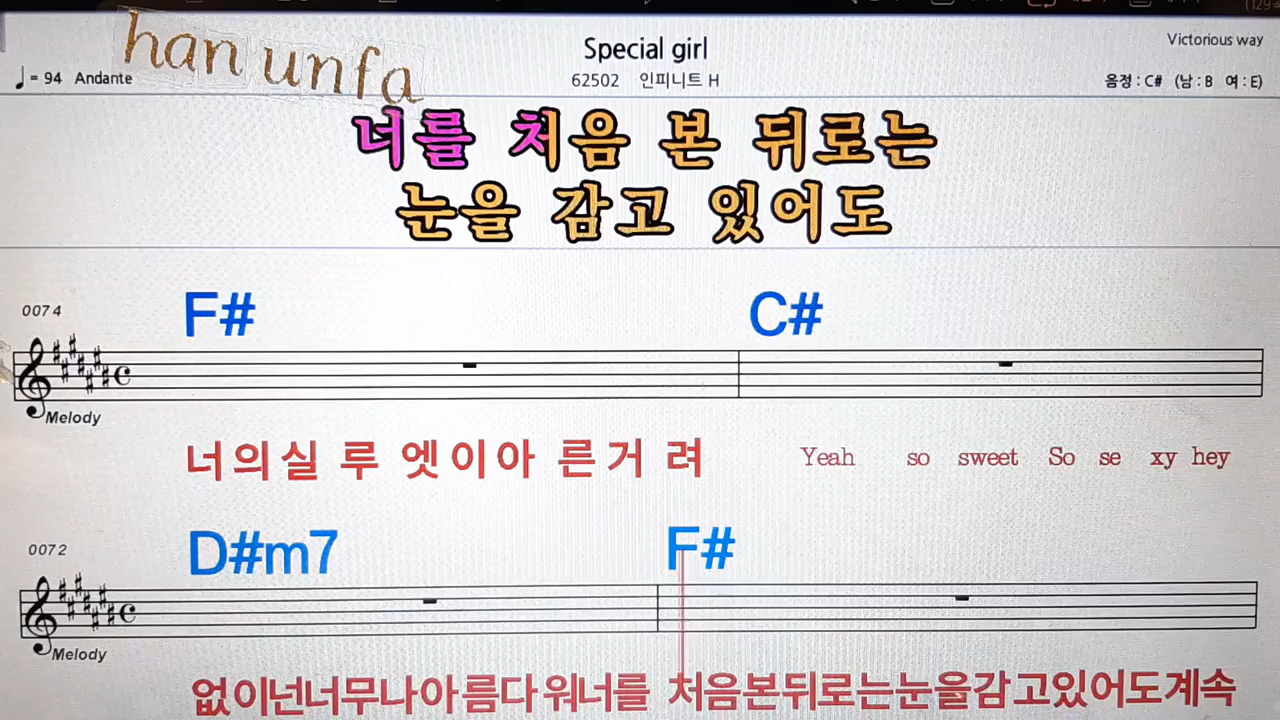 han unfa
Special girl
Victorious way
♩= 94 Andante
62502 인피니트 H
음정 : C# (남 : B 여 : E)
너를 처음 본 뒤로는
눈을 감고 있어도
0074
F# C#
Melody
너의실 루 엣이아 른거 려 Yeah so sweet So se xy hey
0072
D#m7 F#
Melody
없이넌너무나아름다워너를 처음본뒤로는눈을감고있어도계속